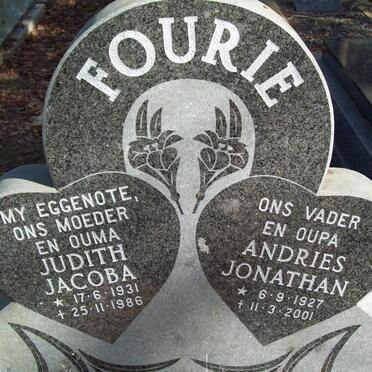 FOURIE
MY EGGENOTE,
ONS MOEDER
EN OUMA
JUDITH
JACOBA
★ 17·6·1931
+ 25·11·1986
ONS VADER
EN OUPA
ANDRIES
JONATHAN
★ 6·9·1927
+ 11·3·2001